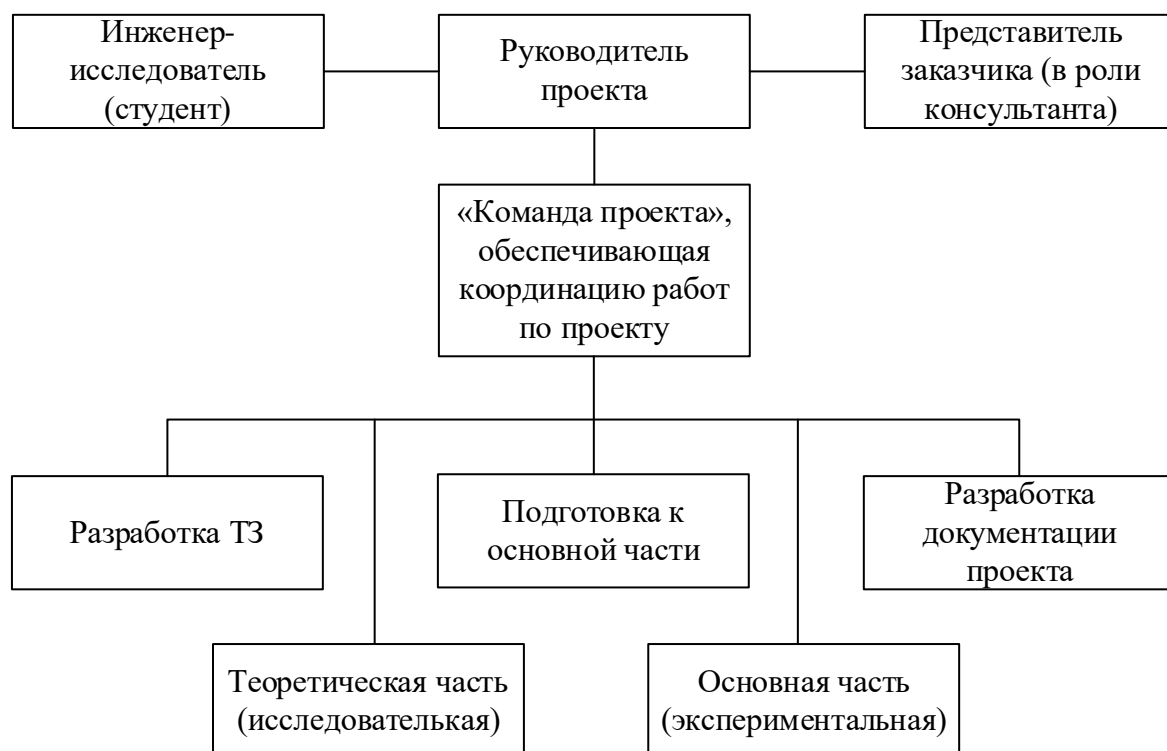 Инженер-
исследователь
(студент)
Руководитель
проекта
Представитель
заказчика (в роли
консультанта)
«Команда проекта»,
обеспечивающая
координацию работ
по проекту
Разработка ТЗ
Подготовка к
основной части
Разработка
документации
проекта
Теоретическая часть
(исследователькая)
Основная часть
(экспериментальная)